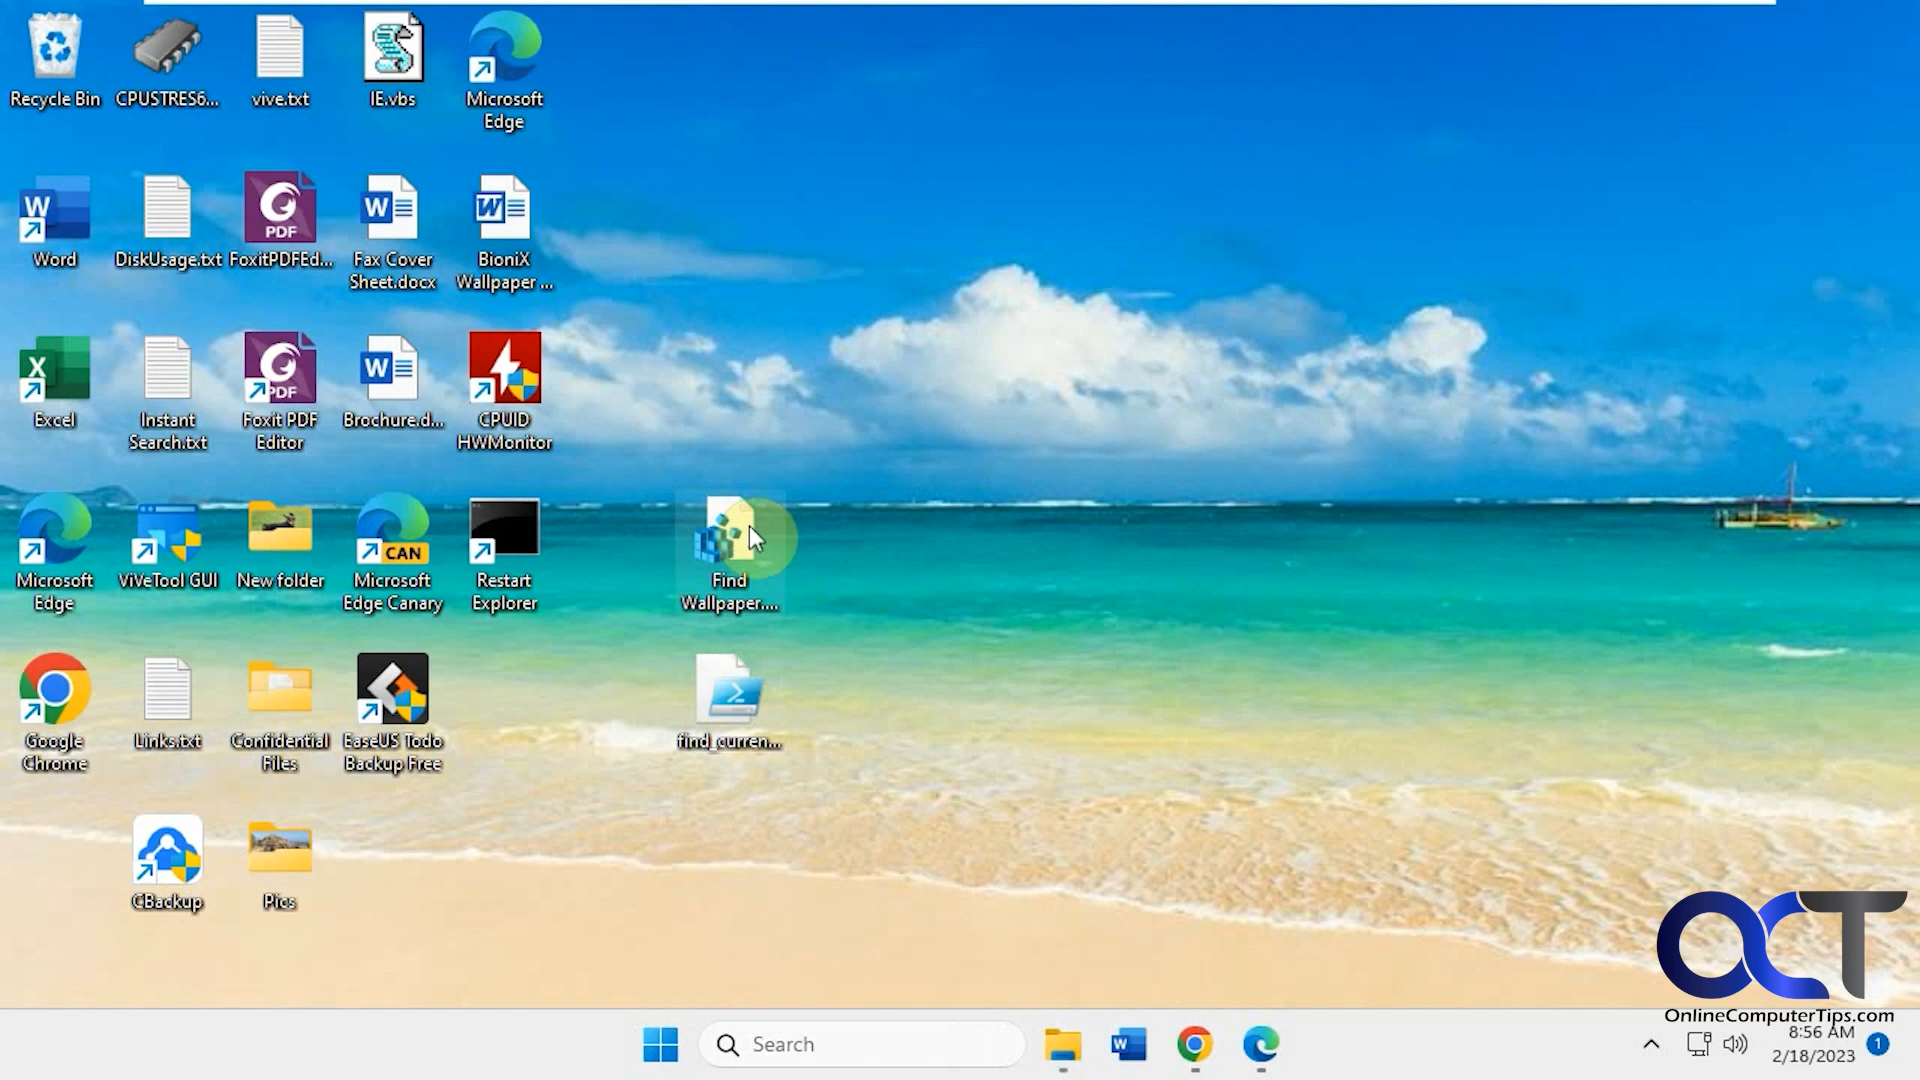 Recycle Bin
CPUSTRES6...
vive.txt
IE.vbs
Microsoft
Edge
W
Word
DiskUsage.txt
PDF
FoxitPDFEd...
W
Fax Cover
Sheet.docx
W
BioniX
Wallpaper ...
X
Excel
Instant
Search.txt
PDF
Foxit PDF
Editor
W
Brochure.d...
CPUID
HWMonitor
Microsoft
Edge
ViVeTool GUI
New folder
CAN
Microsoft
Edge Canary
Restart
Explorer
Find
Wallpaper....
Google
Chrome
Links.txt
Confidential
Files
EaseUS Todo
Backup Free
find_curren...
CBackup
Pics
OCT
OnlineComputerTips.com
Search
W
8:56 AM
2/18/2023
1